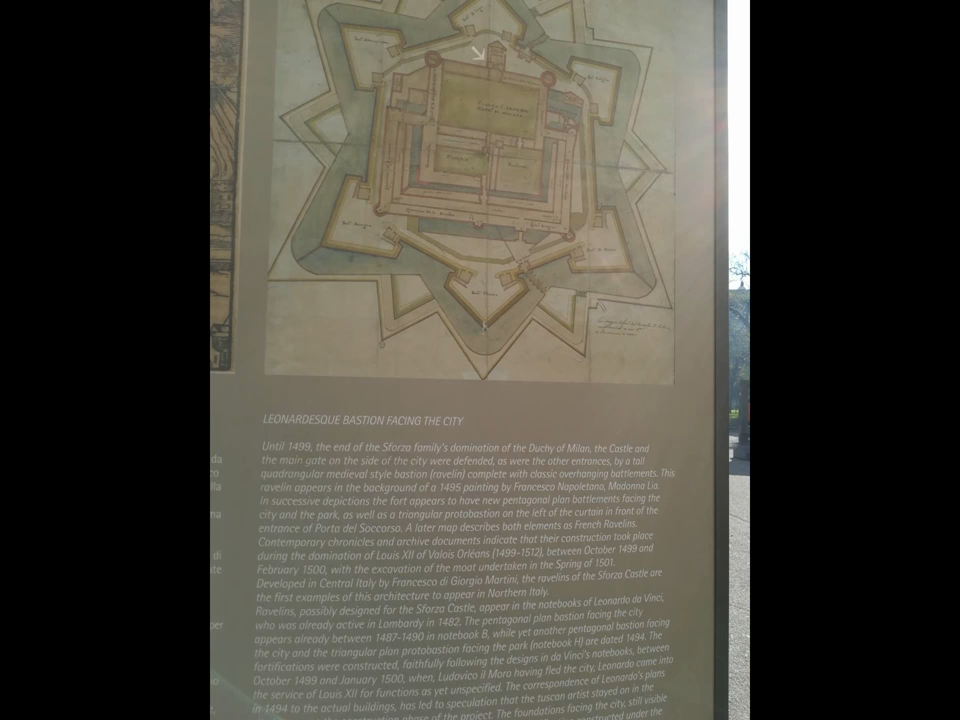 LEONARDESQUE BASTION FACING THE CITY
Until 1499, the end of the Sforza family's domination of the Duchy of Milan, the Castle and
the main gate on the side of the city were defended, as were the other entrances, by a tall
quadrangular medieval style bastion (ravelin) complete with classic overhanging battlements. This
ravelin appears in the background of a 1495 painting by Francesco Napoletano, Madonna Lia.
In successive depictions the fort appears to have new pentagonal plan battlements facing the
city and the park, as well as a triangular protobastion on the left of the curtain in front of the
entrance of Porta del Soccorso. A later map describes both elements as French Ravelins.
Contemporary chronicles and archive documents indicate that their construction took place
during the domination of Louis XII of Valois Orléans (1499-1512), between October 1499 and
February 1500, with the excavation of the moat undertaken in the Spring of 1501.
Developed in Central Italy by Francesco di Giorgio Martini, the ravelins of the Sforza Castle are
the first examples of this architecture to appear in Northern Italy.
Ravelins, possibly designed for the Sforza Castle, appear in the notebooks of Leonardo da Vinci,
who was already active in Lombardy in 1482. The pentagonal plan bastion facing the city
appears already between 1487-1490 in notebook B, while yet another pentagonal bastion facing
the city and the triangular plan protobastion facing the park (notebook H) are dated 1494. The
fortifications were constructed, faithfully following the designs in da Vinci's notebooks, between
October 1499 and January 1500, when, Ludovico il Moro having fled the city, Leonardo came into
the service of Louis XII for functions as yet unspecified. The correspondence of Leonardo's plans
in 1494 to the actual buildings, has led to speculation that the tuscan artist stayed on in the
construction phase of the project. The foundations facing the city, still visible
constructed under the